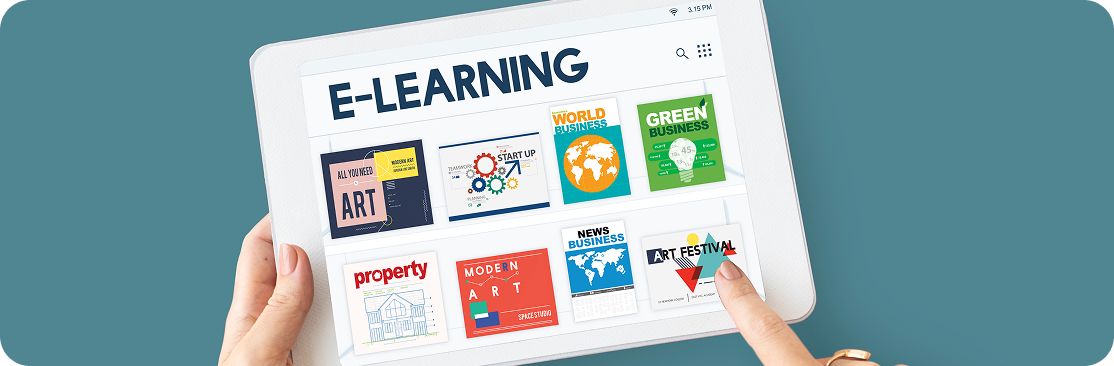 3.15 PM
E-LEARNING
ALL YOU NEED
ART
MODERN ART
TEAMWORK
START UP
PLANNING
WORLD
BUSINESS
GREEN
BUSINESS
45
property
MODERN
ART
SPACE STUDIO
NEWS
BUSINESS
ART FESTIVAL